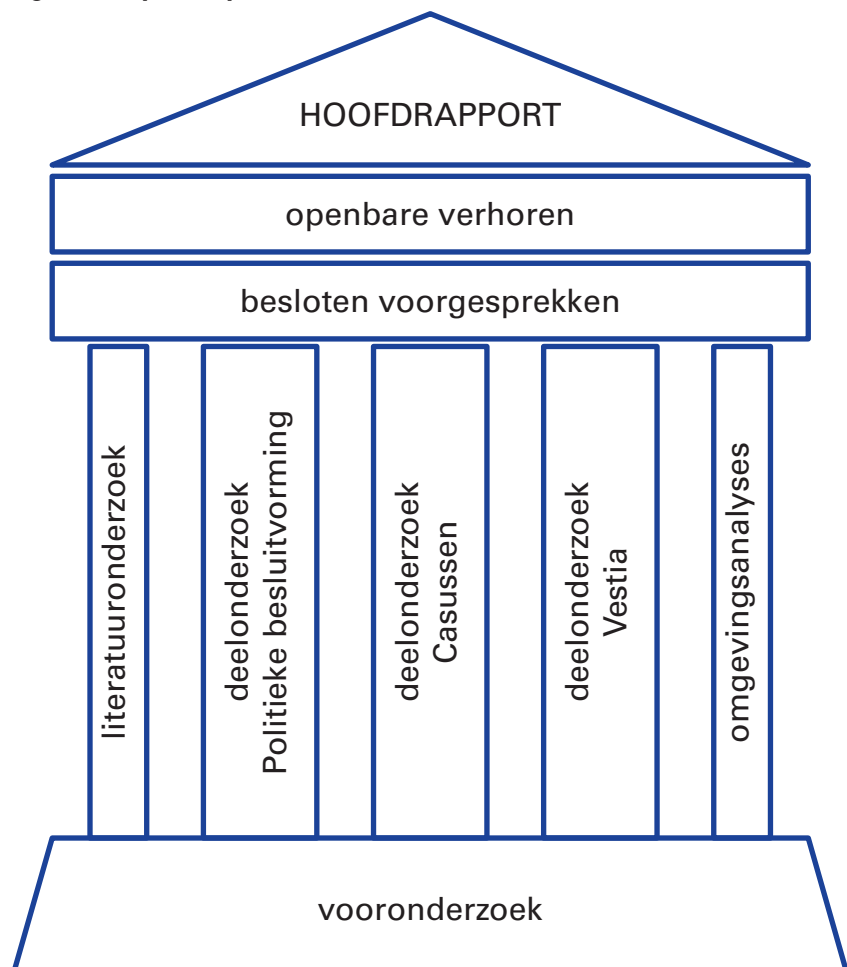 HOOFDRAPPORT
openbare verhoren
besloten voorgesprekken
literatuuronderzoek
deelonderzoek
Politieke besluitvorming
deelonderzoek
Casussen
deelonderzoek
Vestia
omgevingsanalyses
vooronderzoek